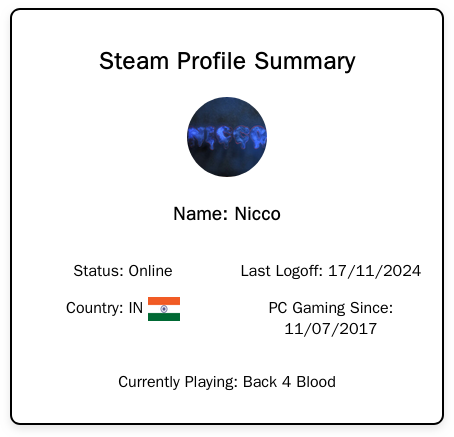 Steam Profile Summary
Name: Nicco
Status: Online
Last Logoff: 17/11/2024
Country: IN
PC Gaming Since:
11/07/2017
Currently Playing: Back 4 Blood